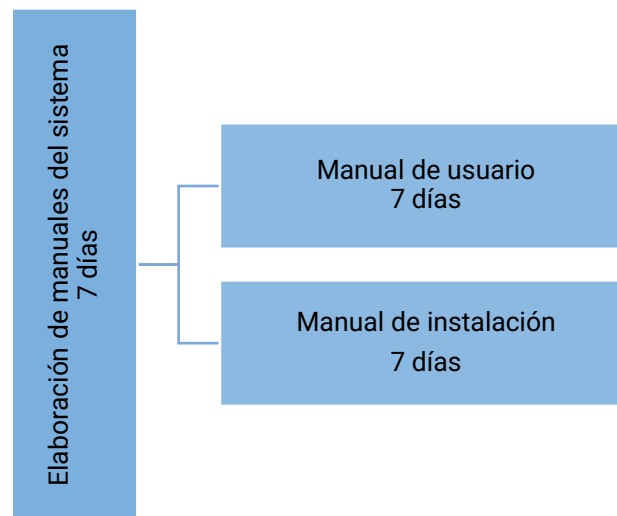 Elaboración de manuales del sistema
7 días
Manual de usuario
7 días
Manual de instalación
7 días